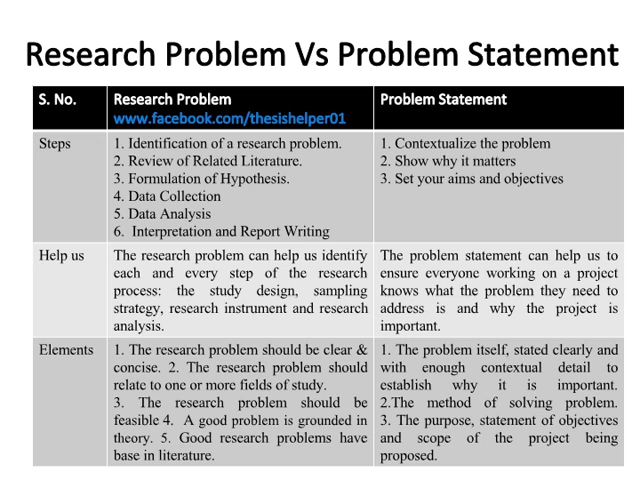 Research Problem Vs Problem Statement
S. No.
Research Problem
www.facebook.com/thesishelper01
Problem Statement
Steps
1. Identification of a research problem.
2. Review of Related Literature.
3. Formulation of Hypothesis.
4. Data Collection
5. Data Analysis
6. Interpretation and Report Writing
1. Contextualize the problem
2. Show why it matters
3. Set your aims and objectives
Help us
The research problem can help us identify
each and every step of the research
process: the study design, sampling
strategy, research instrument and research
analysis.
The problem statement can help us to
ensure everyone working on a project
knows what the problem they need to
address is and why the project is
important.
Elements
1. The research problem should be clear &
concise. 2. The research problem should
relate to one or more fields of study.
3. The research problem should be
feasible 4. A good problem is grounded in
theory. 5. Good research problems have
base in literature.
1. The problem itself, stated clearly and
with enough contextual detail to
establish why it is important.
2.The method of solving problem.
3. The purpose, statement of objectives
and scope of the project being
proposed.